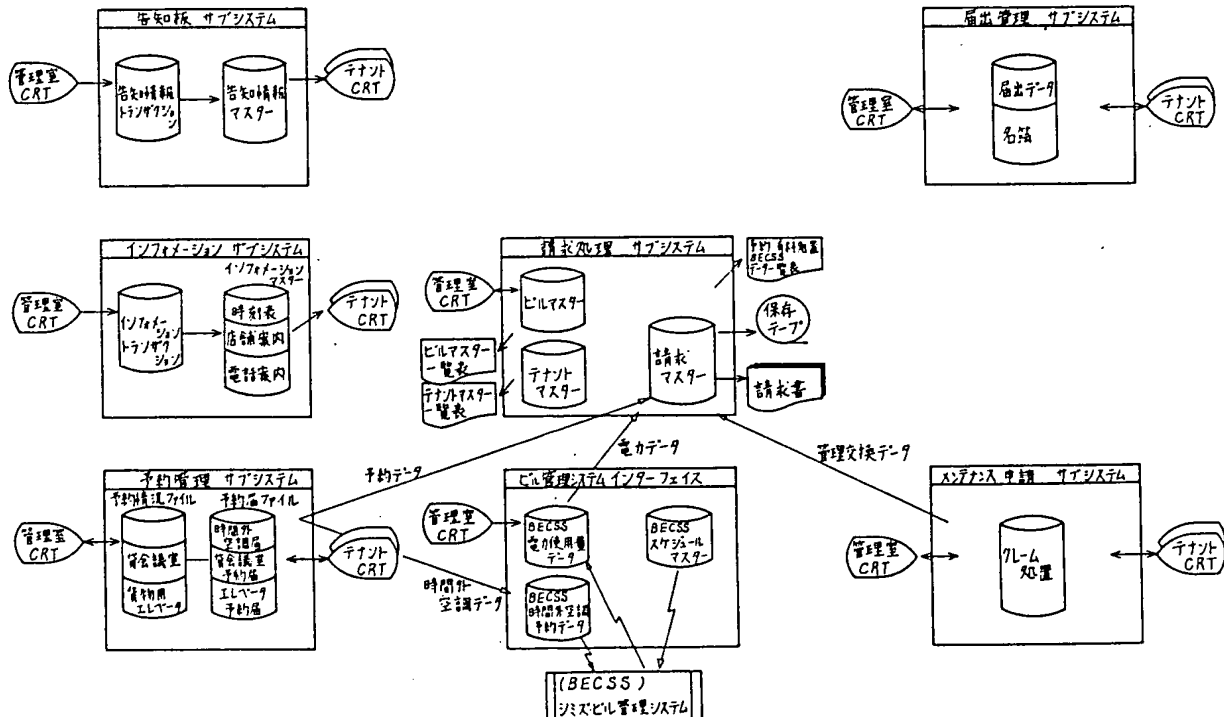 告知板 サブシステム
管理室
CRT
告知情報
トランザクション
告知情報
マスター
テナント
CRT
届出管理 サブシステム
管理室
CRT
届出データ
名簿
テナント
CRT
インフォメーション サブシステム
管理室
CRT
インフォメー
ション
トランザク
ション
インフォメーション
マスター
時刻表
店舗案内
電話案内
テナント
CRT
請求処理 サブシステム
管理室
CRT
ビルマスター
テナント
マスター
ビルマスター
一覧表
テナントマスター
一覧表
請求
マスター
BECSS
データ一覧表
保存
テープ
請求書
予約データ
電力データ
管理交換データ
予約管理 サブシステム
管理室
CRT
予約情況ファイル
貸会議室
貨物用
エレベータ
予約届ファイル
時間外
空調届
貸会議室
予約届
エレベータ
予約届
テナント
CRT
時間外
空調データ
ビル管理システムインターフェイス
管理室
CRT
BECSS
電力使用量
データ
BECSS
時間外空調
予約データ
BECSS
スケジュール
マスター
(BECSS)
シミズビル管理システム
メンテナンス申請 サブシステム
管理室
CRT
クレーム
処置
テナント
CRT